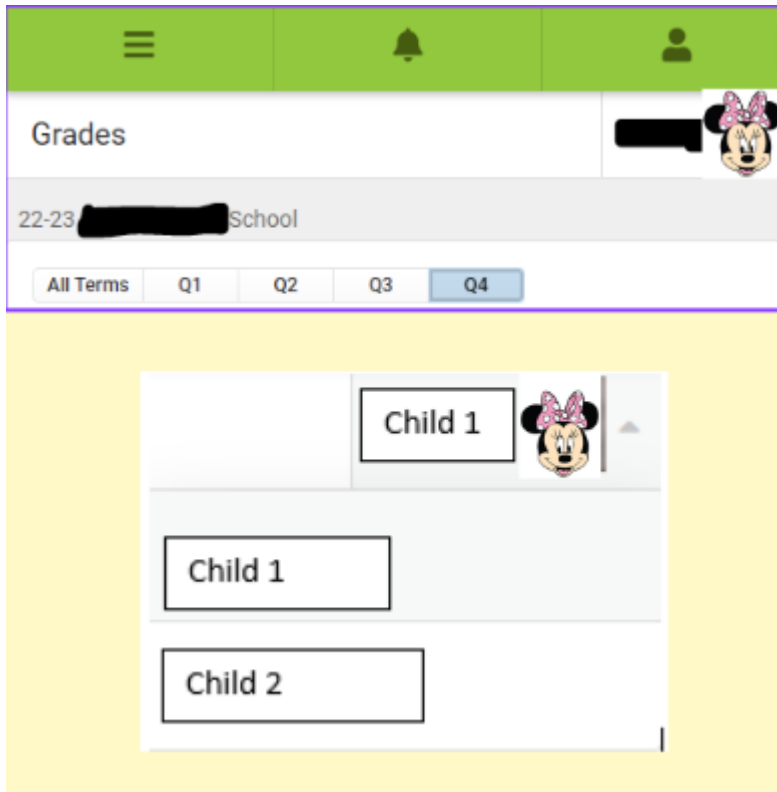 Grades
22-23 School
All Terms Q1 Q2 Q3 Q4
Child 1
Child 1
Child 2